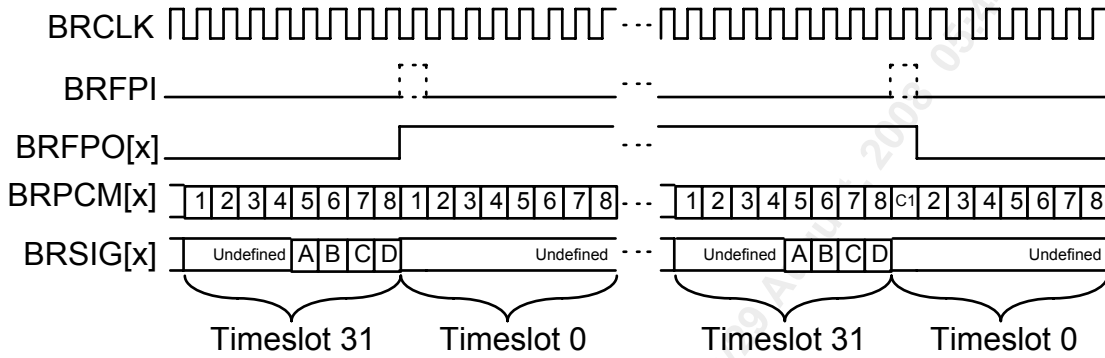 BRCLK
BRFPI
BRFPO[x]
BRPCM[x] 1 2 3 4 5 6 7 8 1 2 3 4 5 6 7 8 1 2 3 4 5 6 7 8 C1 2 3 4 5 6 7 8
BRSIG[x] Undefined A B C D Undefined Undefined A B C D Undefined
Timeslot 31 Timeslot 0 Timeslot 31 Timeslot 0